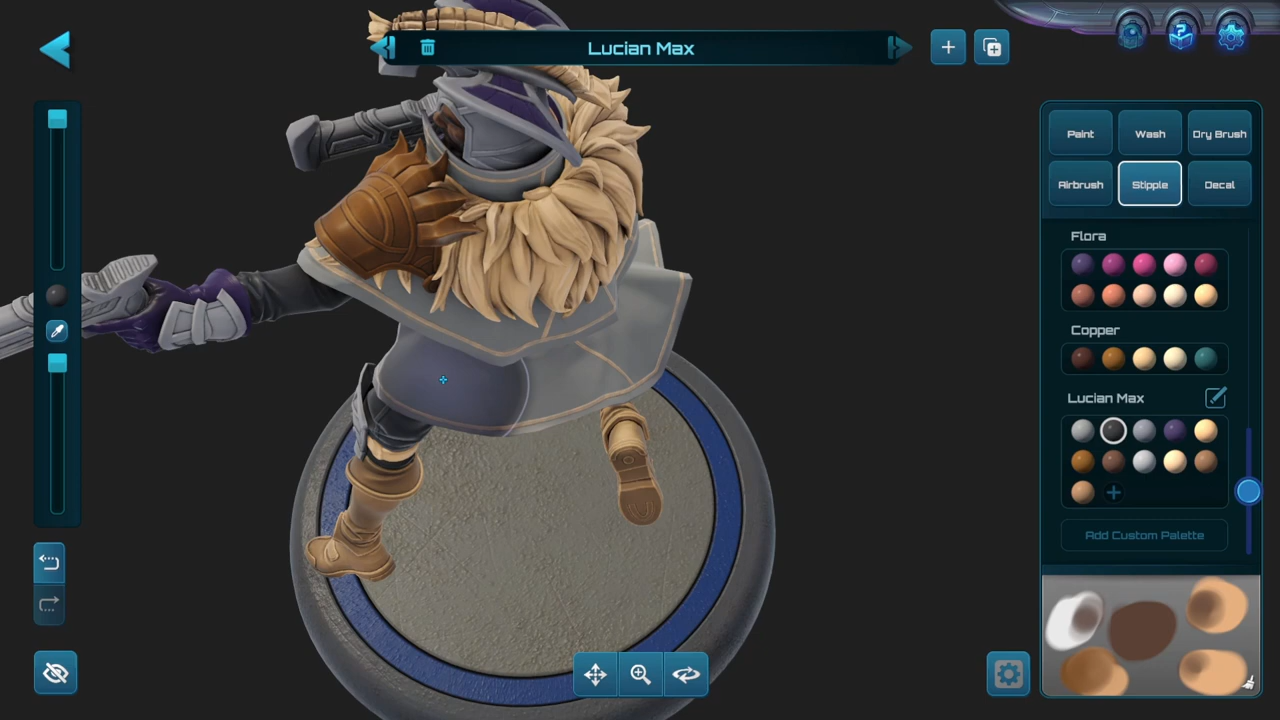 Lucian Max
Paint
Wash
Dry Brush
Airbrush
Stipple
Decal
Flora
Copper
Lucian Max
Add Custom Palette